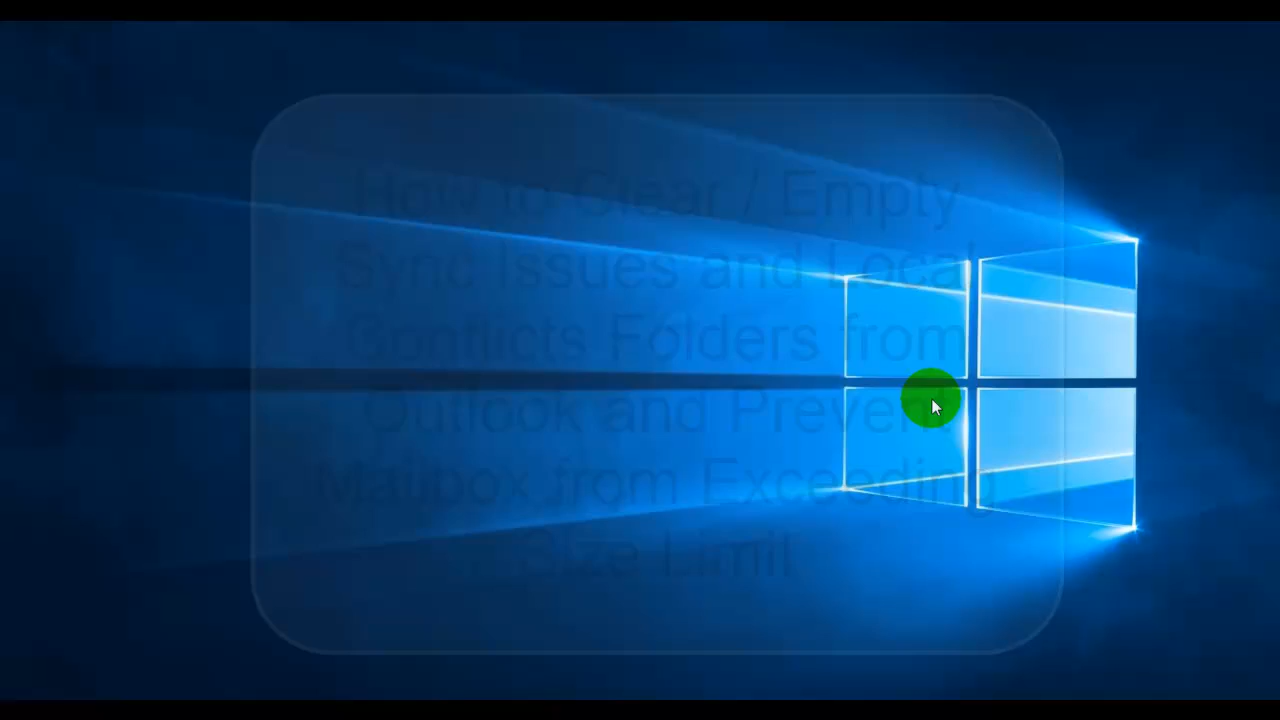 How to Clear / Empty
Sync Issues and Local
Conflicts Folders from
Outlook and Prevent
Mailbox from Exceeding
Size Limit